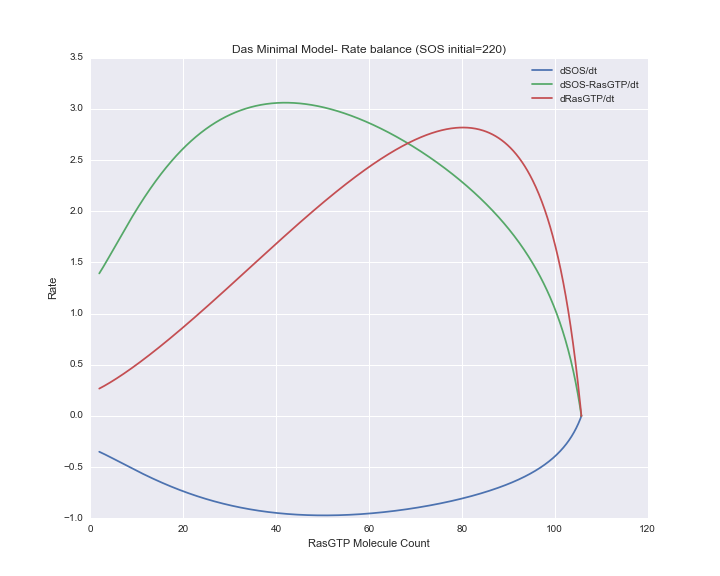 Das Minimal Model- Rate balance (SOS initial=220)
dSOS/dt
dSOS-RasGTP/dt
dRasGTP/dt
3.5
3.0
2.5
2.0
1.5
1.0
0.5
0.0
−0.5
−1.0
Rate
0 20 40 60 80 100 120
RasGTP Molecule Count